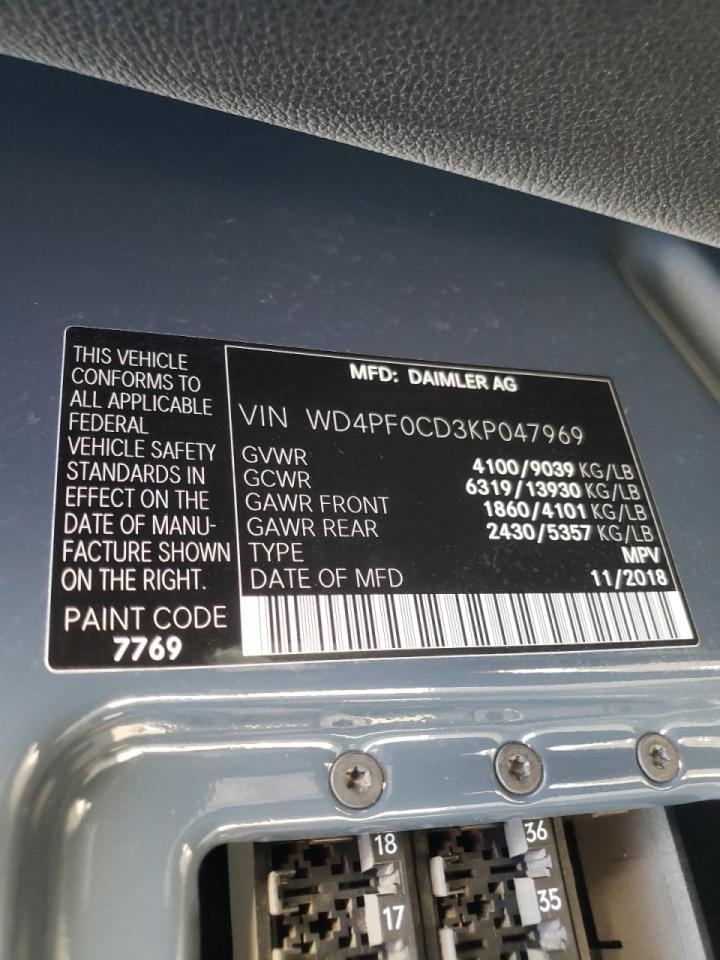 THIS VEHICLE
CONFORMS TO
ALL APPLICABLE
FEDERAL
VEHICLE SAFETY
STANDARDS IN
EFFECT ON THE
DATE OF MANU-
FACTURE SHOWN
ON THE RIGHT.
PAINT CODE
7769
MFD: DAIMLER AG
VIN WD4PF0CD3KP047969
GVWR 4100/9039 KG/LB
GCWR 6319/13930 KG/LB
GAWR FRONT 1860/4101 KG/LB
GAWR REAR 2430/5357 KG/LB
TYPE MPV
DATE OF MFD 11/2018
18 36
17 35